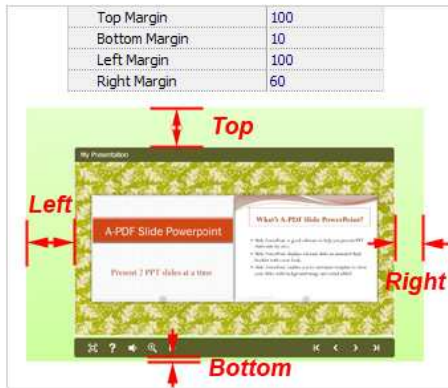 Top Margin 100
Bottom Margin 10
Left Margin 100
Right Margin 60
Top
My Presentation
Left
A-PDF Slide Powerpoint
What's A-PDF Slide PowerPoint?
Present 2 PPT slides at a time
Right
Bottom